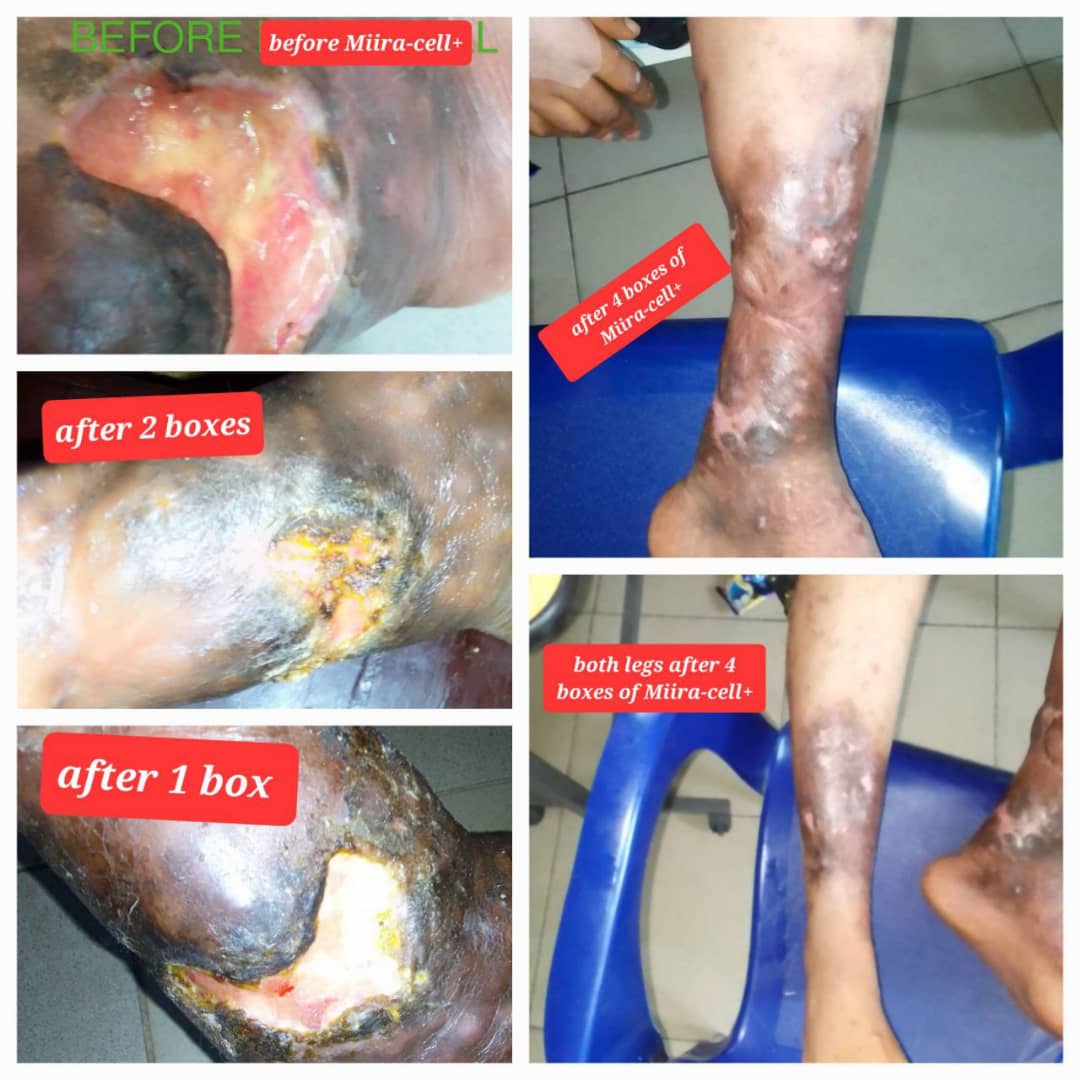 BEFORE
before Miira-cell+
L
after 2 boxes
after 1 box
after 4 boxes of
Miira-cell+
both legs after 4
boxes of Miira-cell+